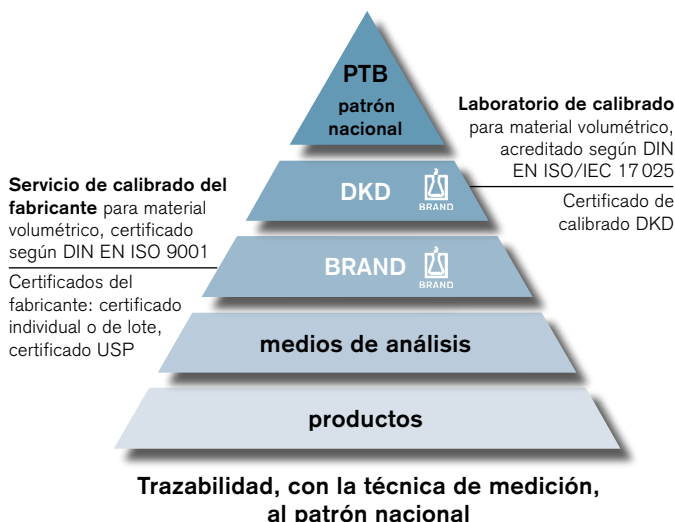 PTB
patrón
nacional
Laboratorio de calibrado
para material volumétrico,
acreditado según DIN
EN ISO/IEC 17 025
Certificado de
calibrado DKD
DKD
BRAND
Servicio de calibrado del
fabricante para material
volumétrico, certificado
según DIN EN ISO 9001
Certificados del
fabricante: certificado
individual o de lote,
certificado USP
BRAND
BRAND
medios de análisis
productos
Trazabilidad, con la técnica de medición,
al patrón nacional